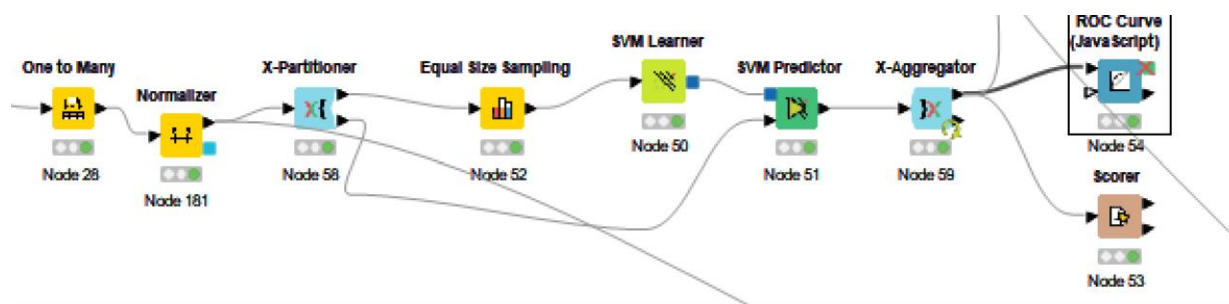 One to Many
Node 28
Normalizer
Node 181
X-Partitioner
Node 58
Equal Size Sampling
Node 52
SVM Learner
Node 50
SVM Predictor
Node 51
X-Aggregator
Node 59
ROC Curve
(JavaScript)
Node 54
Scorer
Node 53